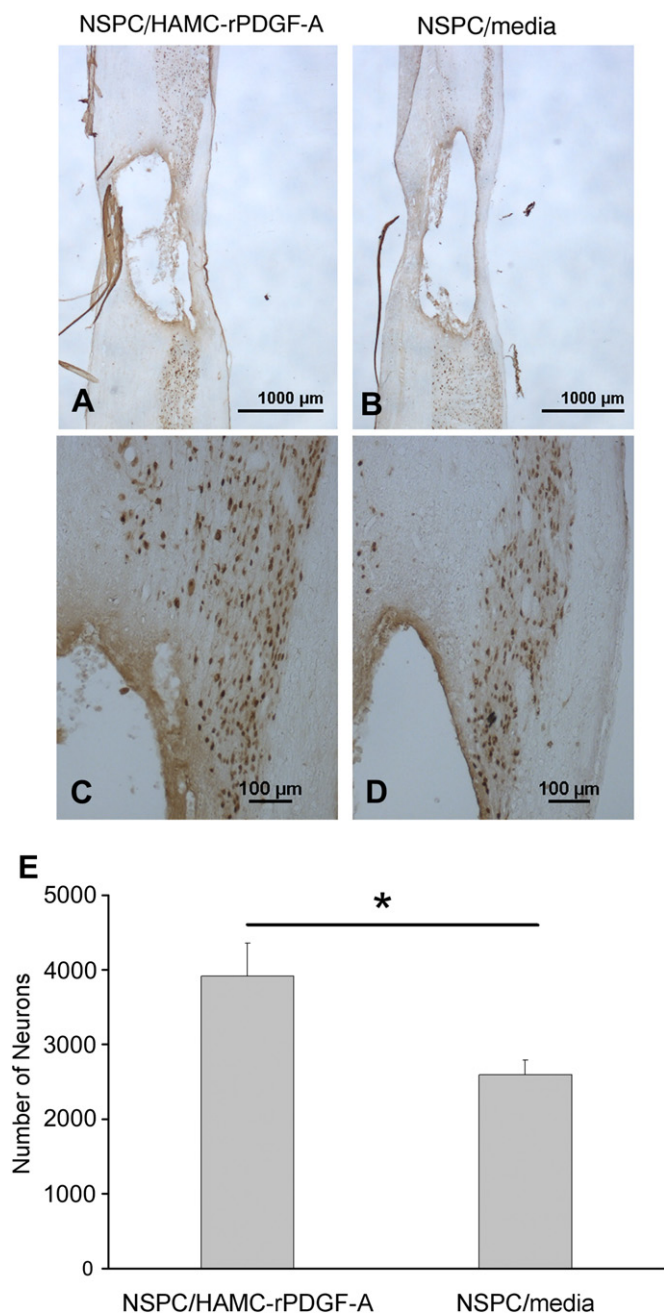 NSPC/HAMC-rPDGF-A NSPC/media
A 1000 µm B 1000 µm
C 100 µm D 100 µm
E
5000
*
4000
3000
2000
1000
0
Number of Neurons
NSPC/HAMC-rPDGF-A NSPC/media